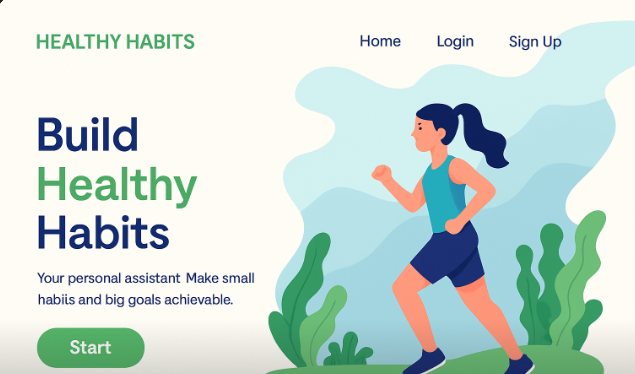 HEALTHY HABITS
Home Login Sign Up
Build
Healthy
Habits
Your personal assistant Make small
habits and big goals achievable.
Start